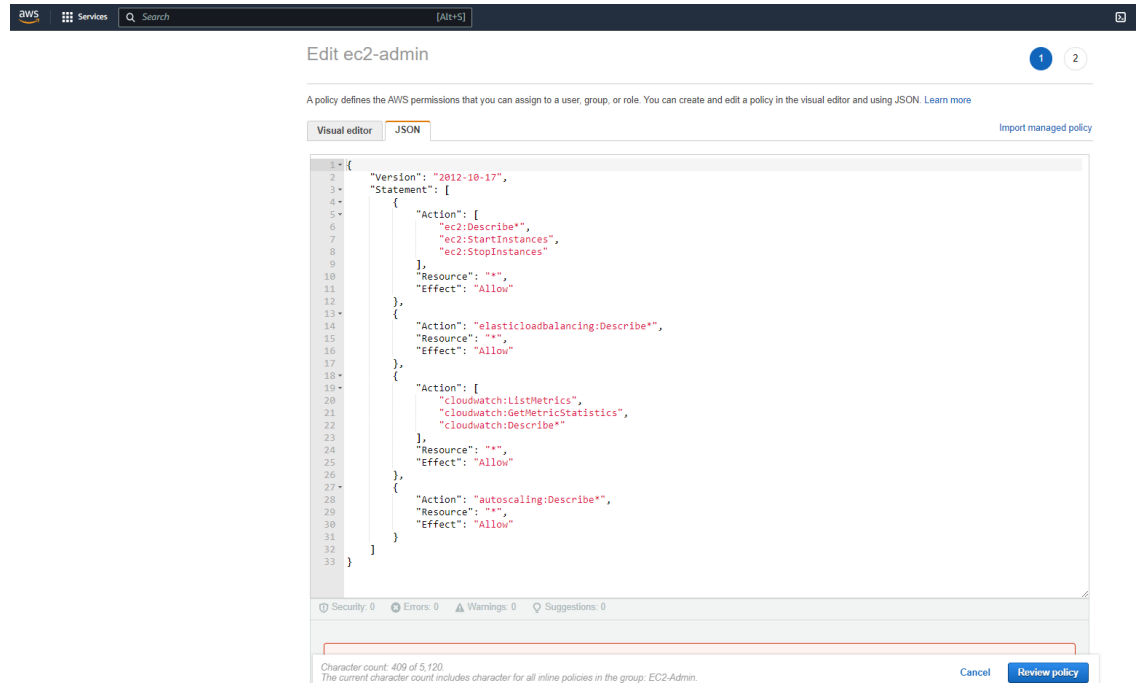 aws Services Search [Alt+S]
Edit ec2-admin
1 2
A policy defines the AWS permissions that you can assign to a user, group, or role. You can create and edit a policy in the visual editor and using JSON. Learn more
Visual editor JSON Import managed policy
1 {
2 "Version": "2012-10-17",
3 "Statement": [
4 {
5 "Action": [
6 "ec2:Describe*",
7 "ec2:StartInstances",
8 "ec2:StopInstances"
9 ],
10 "Resource": "*",
11 "Effect": "Allow"
12 },
13 {
14 "Action": "elasticloadbalancing:Describe*",
15 "Resource": "*",
16 "Effect": "Allow"
17 },
18 {
19 "Action": [
20 "cloudwatch:ListMetrics",
21 "cloudwatch:GetMetricStatistics",
22 "cloudwatch:Describe*"
23 ],
24 "Resource": "*",
25 "Effect": "Allow"
26 },
27 {
28 "Action": "autoscaling:Describe*",
29 "Resource": "*",
30 "Effect": "Allow"
31 }
32 ]
33 }
Security: 0 Errors: 0 Warnings: 0 Suggestions: 0
Character count: 409 of 5,120.
The current character count includes character for all inline policies in the group: EC2-Admin.
Cancel Review policy